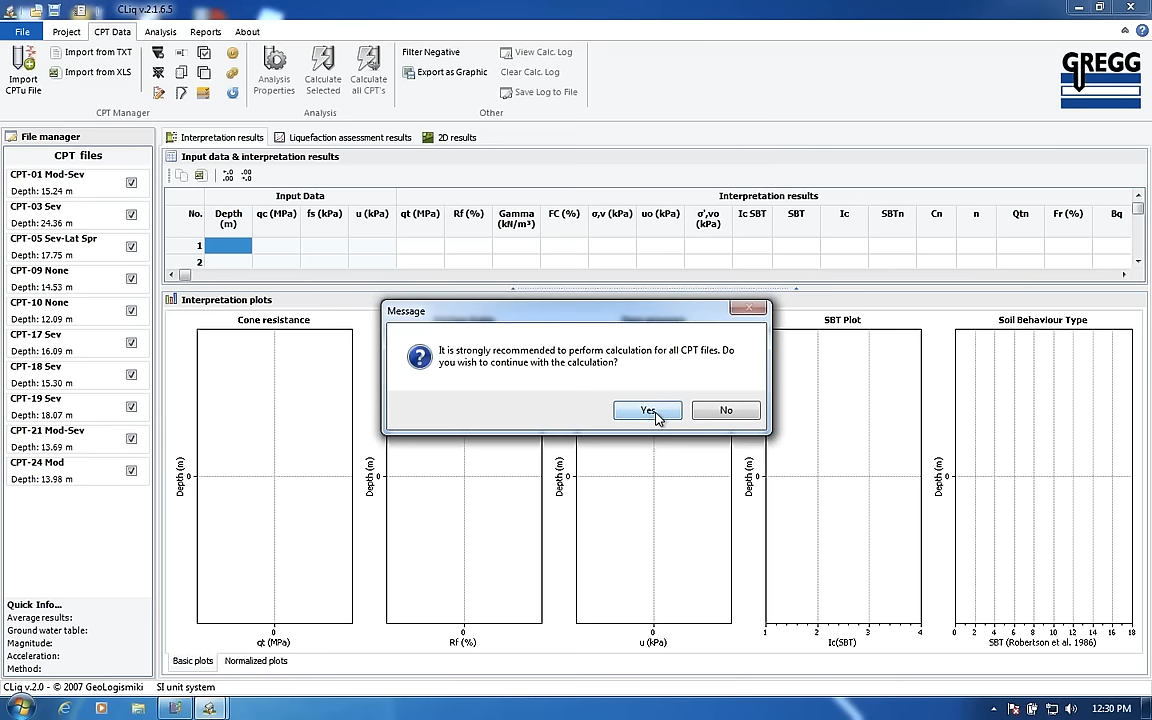 CLiq v.2.1.6.5
File Project CPT Data Analysis Reports About
Import CPTu File
Import from TXT
Import from XLS
CPT Manager
Analysis Properties
Calculate Selected
Calculate all CPT's
Analysis
Filter Negative
Export as Graphic
View Calc. Log
Clear Calc. Log
Save Log to File
Other
GREGG
File manager
CPT files
CPT-01 Mod-Sev
Depth: 15.24 m
CPT-03 Sev
Depth: 24.36 m
CPT-05 Sev-Lat Spr
Depth: 17.75 m
CPT-09 None
Depth: 14.53 m
CPT-10 None
Depth: 12.09 m
CPT-17 Sev
Depth: 16.09 m
CPT-18 Sev
Depth: 15.30 m
CPT-19 Sev
Depth: 18.07 m
CPT-21 Mod-Sev
Depth: 13.69 m
CPT-24 Mod
Depth: 13.98 m
Quick Info...
Average results:
Ground water table:
Magnitude:
Acceleration:
Method:
Interpretation results Liquefaction assessment results 2D results
Input data & interpretation results
Input Data Interpretation results
No. Depth (m) qc (MPa) fs (kPa) u (kPa) qt (MPa) Rf (%) Gamma (kN/m³) FC (%) σ,v (kPa) uo (kPa) σ',vo (kPa) Ic SBT SBT Ic SBTn Cn n Qtn Fr (%) Bq
1
2
Interpretation plots
Cone resistance
Depth (m)
0
0
qt (MPa)
Depth (m)
0
0
Rf (%)
Depth (m)
0
0
u (kPa)
SBT Plot
Depth (m)
0
1 2 3 4
Ic(SBT)
Soil Behaviour Type
Depth (m)
0
0 2 4 6 8 10 12 14 16 18
SBT (Robertson et al. 1986)
Message
It is strongly recommended to perform calculation for all CPT files. Do
you wish to continue with the calculation?
Yes No
Basic plots Normalized plots
CLiq v.2.0 - © 2007 GeoLogismiki SI unit system
12:30 PM